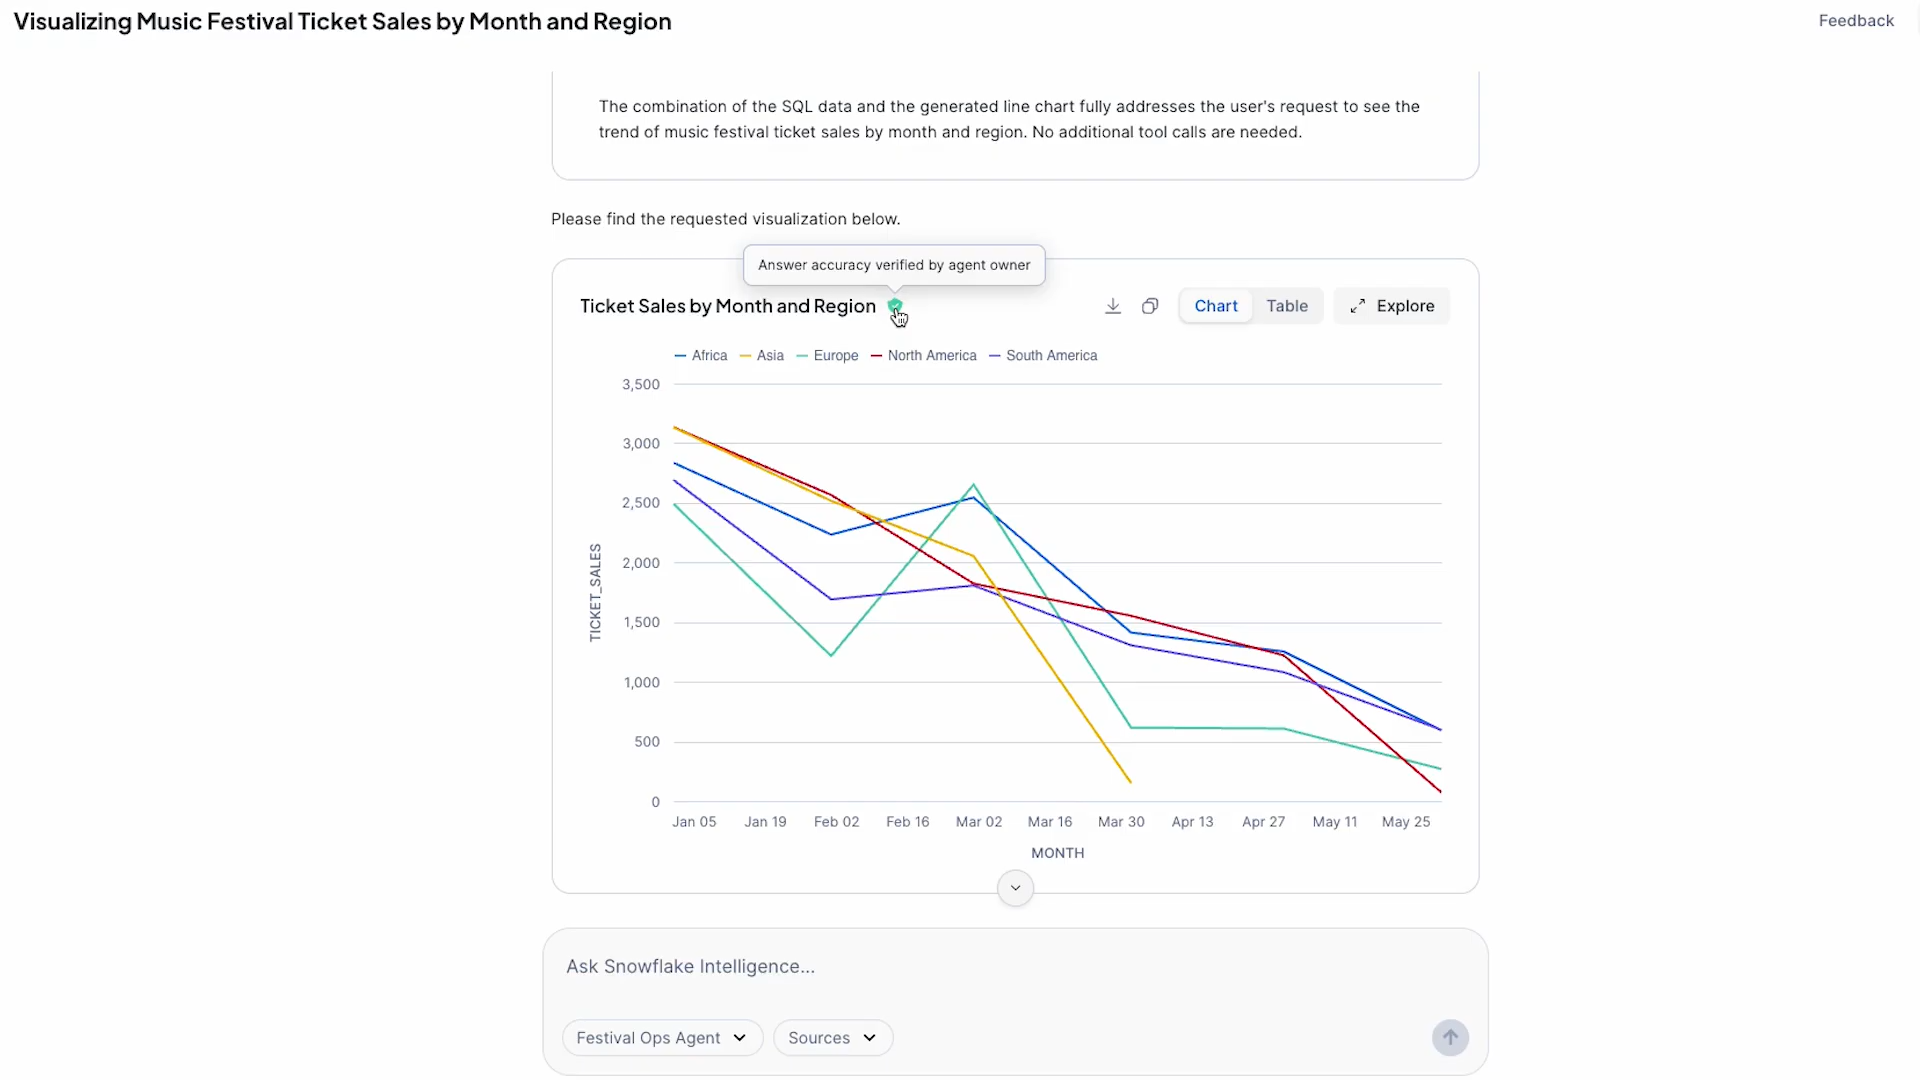 Visualizing Music Festival Ticket Sales by Month and Region
Feedback
The combination of the SQL data and the generated line chart fully addresses the user's request to see the
trend of music festival ticket sales by month and region. No additional tool calls are needed.
Please find the requested visualization below.
Answer accuracy verified by agent owner
Ticket Sales by Month and Region
Chart
Table
Explore
Africa
Asia
Europe
North America
South America
3,500
3,000
2,500
2,000
1,500
1,000
500
0
TICKET_SALES
Jan 05
Jan 19
Feb 02
Feb 16
Mar 02
Mar 16
Mar 30
Apr 13
Apr 27
May 11
May 25
MONTH
Ask Snowflake Intelligence...
Festival Ops Agent
Sources